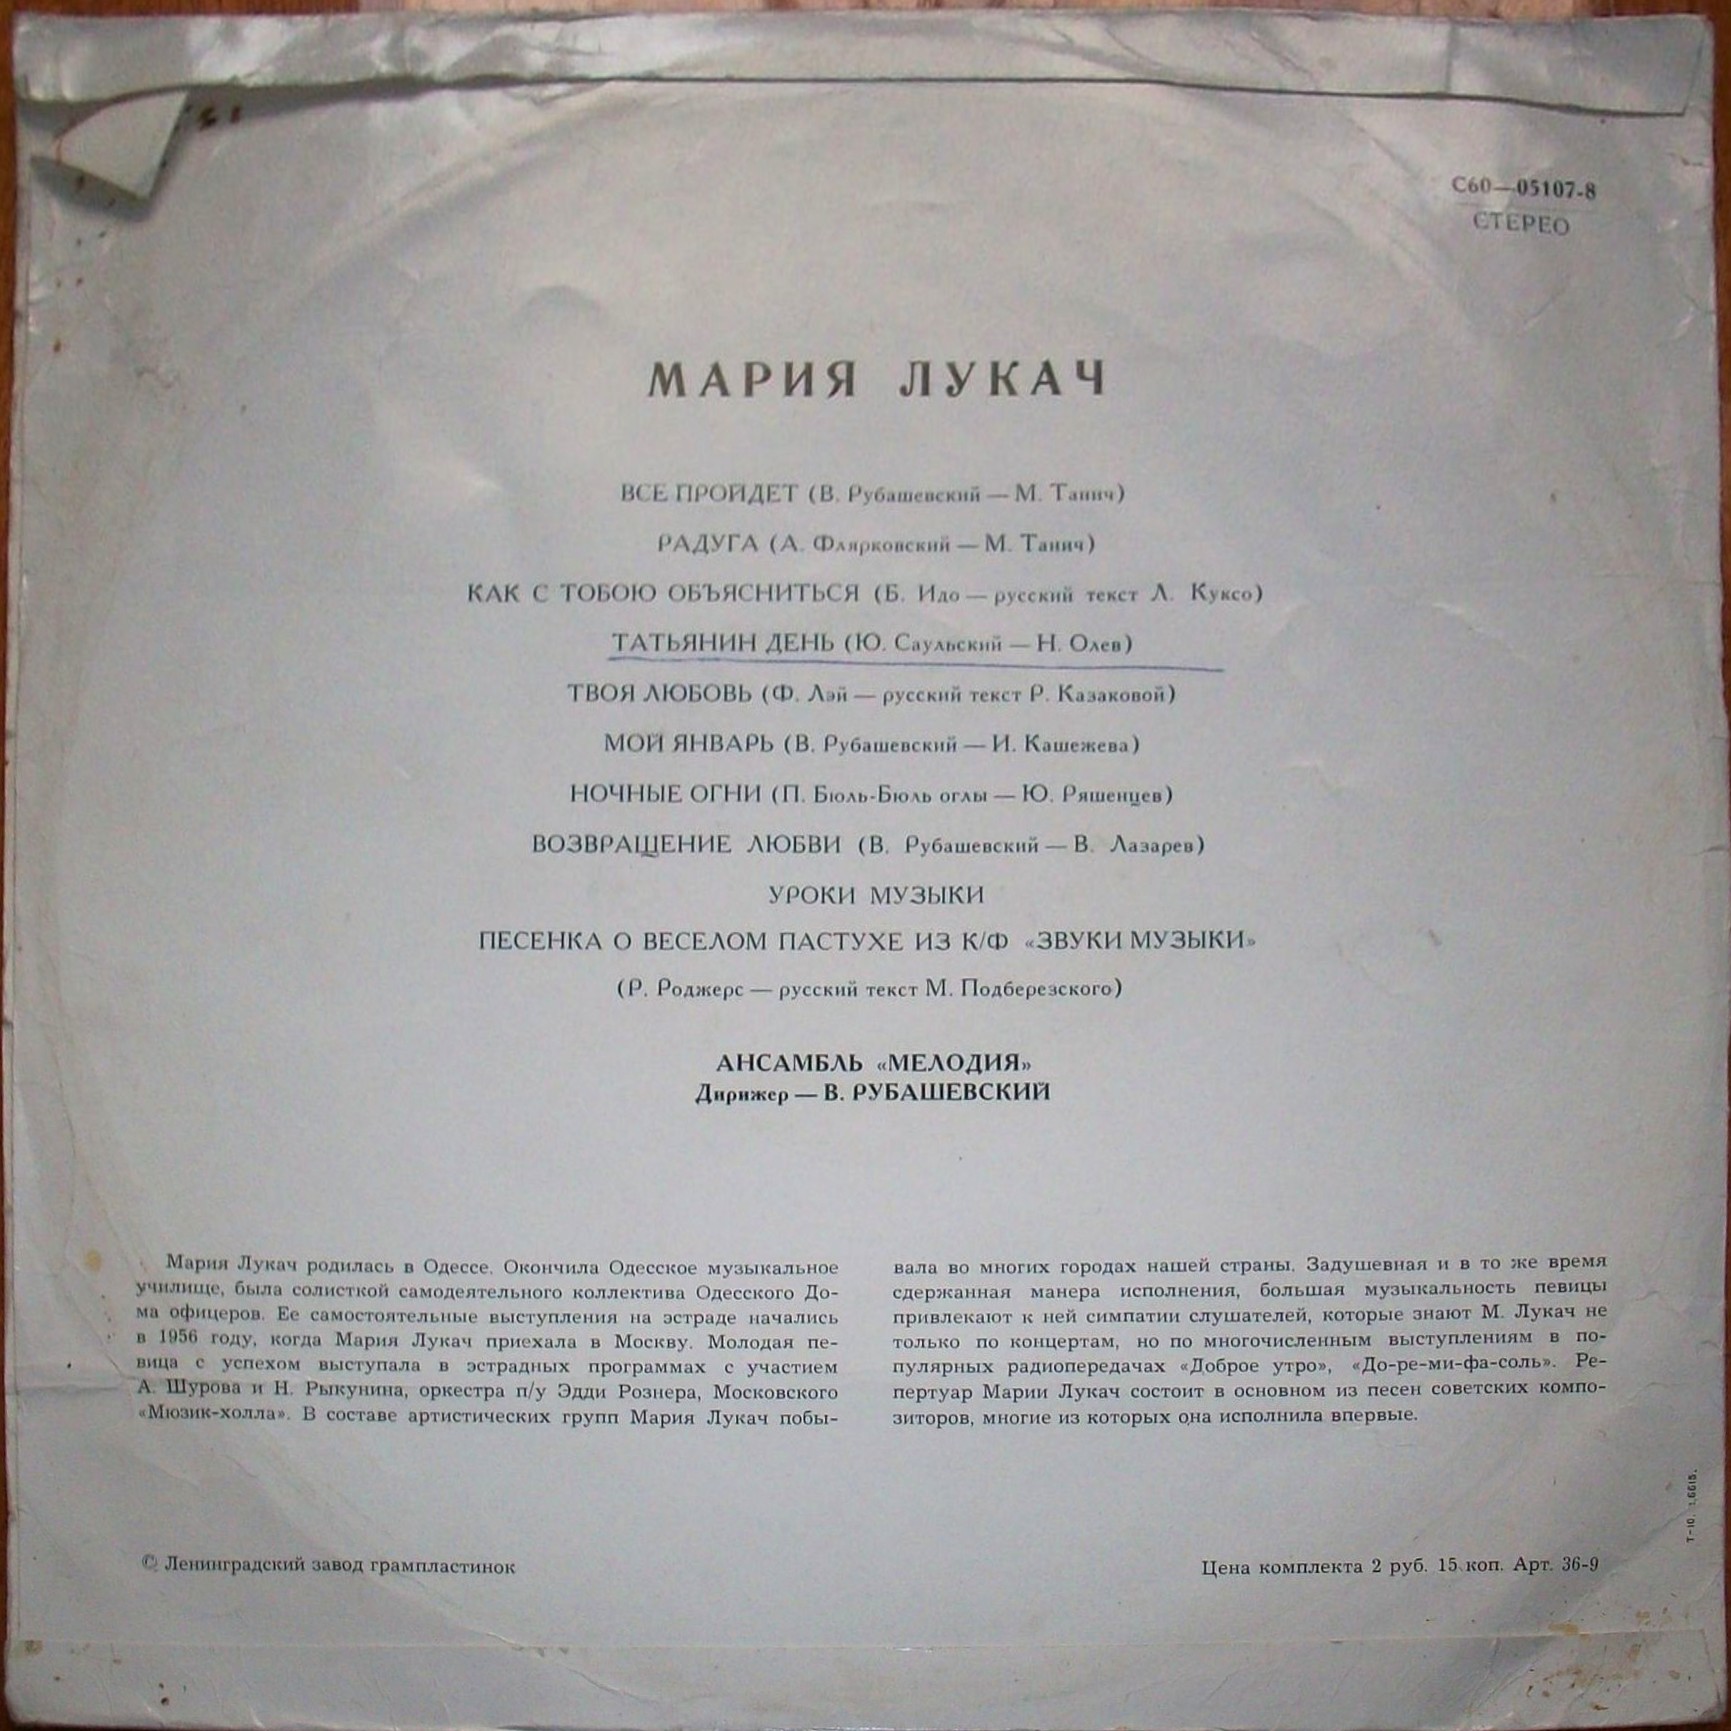 С60—05107-8
СТЕРЕО
МАРИЯ ЛУКАЧ
ВСЕ ПРОЙДЕТ (В. Рубашевский — М. Танич)
РАДУГА (А. Флярковский — М. Танич)
КАК С ТОБОЮ ОБЪЯСНИТЬСЯ (Б. Идо — русский текст Л. Куксо)
ТАТЬЯНИН ДЕНЬ (Ю. Саульский — Н. Олев)
ТВОЯ ЛЮБОВЬ (Ф. Лэй — русский текст Р. Казаковой)
МОЙ ЯНВАРЬ (В. Рубашевский — И. Кашежева)
НОЧНЫЕ ОГНИ (П. Бюль-Бюль оглы — Ю. Ряшенцев)
ВОЗВРАЩЕНИЕ ЛЮБВИ (В. Рубашевский — В. Лазарев)
УРОКИ МУЗЫКИ
ПЕСЕНКА О ВЕСЕЛОМ ПАСТУХЕ ИЗ К/Ф «ЗВУКИ МУЗЫКИ»
(Р. Роджерс — русский текст М. Подберезского)
АНСАМБЛЬ «МЕЛОДИЯ»
Дирижер — В. РУБАШЕВСКИЙ
Мария Лукач родилась в Одессе. Окончила Одесское музыкальное
училище, была солисткой самодеятельного коллектива Одесского До-
ма офицеров. Ее самостоятельные выступления на эстраде начались
в 1956 году, когда Мария Лукач приехала в Москву. Молодая пе-
вица с успехом выступала в эстрадных программах с участием
А. Шурова и Н. Рыкунина, оркестра п/у Эдди Рознера, Московского
«Мюзик-холла». В составе артистических групп Мария Лукач побы-
вала во многих городах нашей страны. Задушевная и в то же время
сдержанная манера исполнения, большая музыкальность певицы
привлекают к ней симпатии слушателей, которые знают М. Лукач не
только по концертам, но по многочисленным выступлениям в по-
пулярных радиопередачах «Доброе утро», «До-ре-ми-фа-соль». Ре-
пертуар Марии Лукач состоит в основном из песен советских компо-
зиторов, многие из которых она исполнила впервые.
© Ленинградский завод грампластинок
Цена комплекта 2 руб. 15 коп. Арт. 36-9